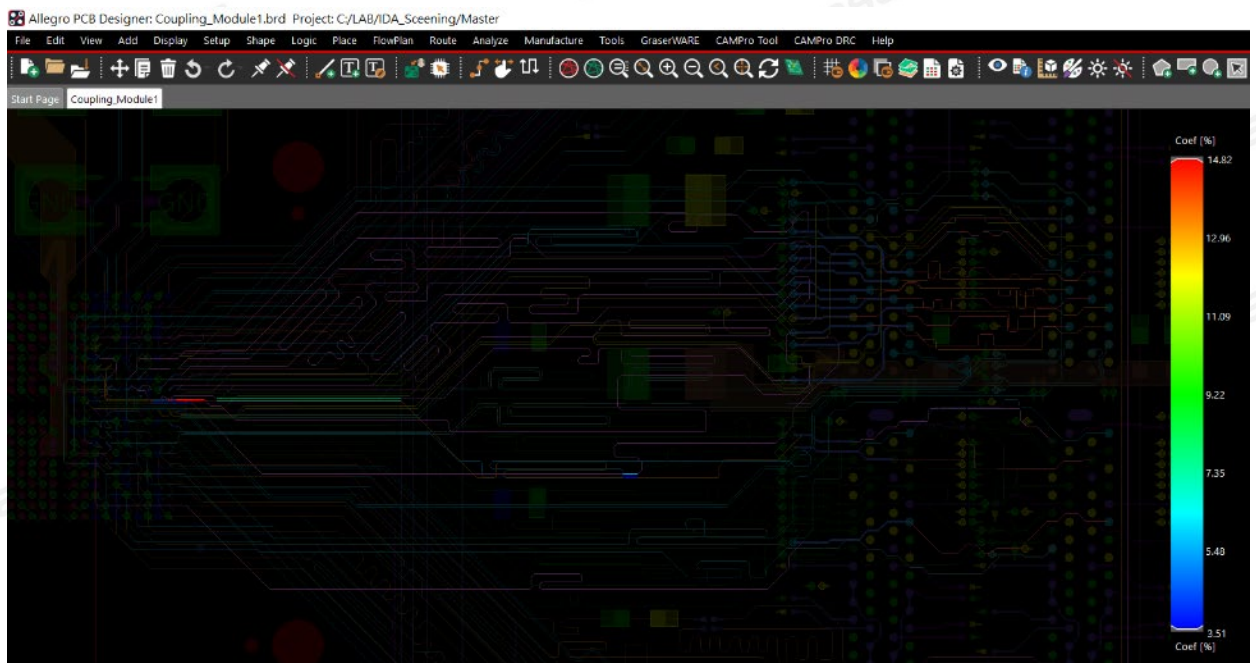 Allegro PCB Designer: Coupling_Module1.brd Project: C:/LAB/IDA_Sceening/Master
File Edit View Add Display Setup Shape Logic Place FlowPlan Route Analyze Manufacture Tools GraserWARE CAMPro Tool CAMPro DRC Help
Start Page Coupling_Module1
GND GND
Coef [%]
14.82
12.96
11.09
9.22
7.35
5.48
3.51
Coef [%]